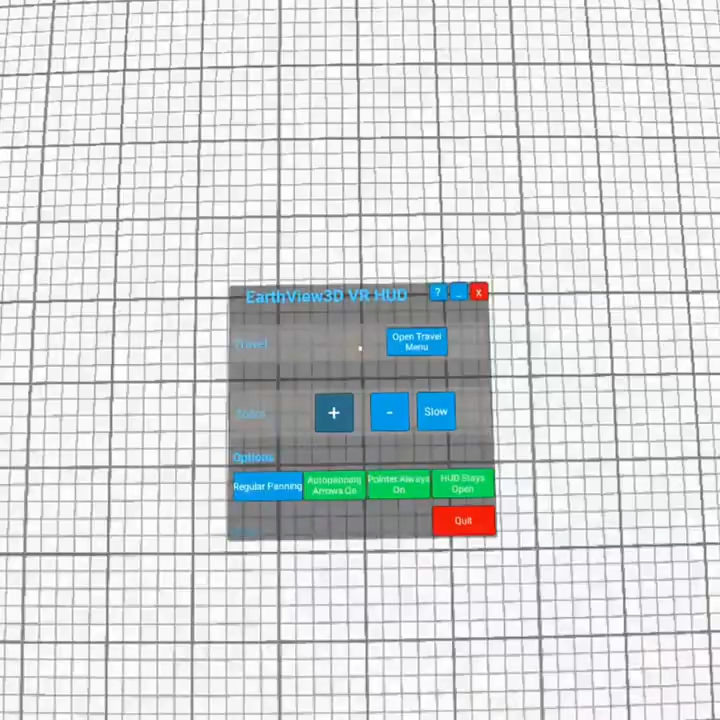 EarthView3D VR HUD
? _ X
Travel
Open Travel
Menu
Zoom
+ - Slow
Options
Regular Panning
Autopanning
Arrows On
Pointer Always
On
HUD Stays
Open
Quit